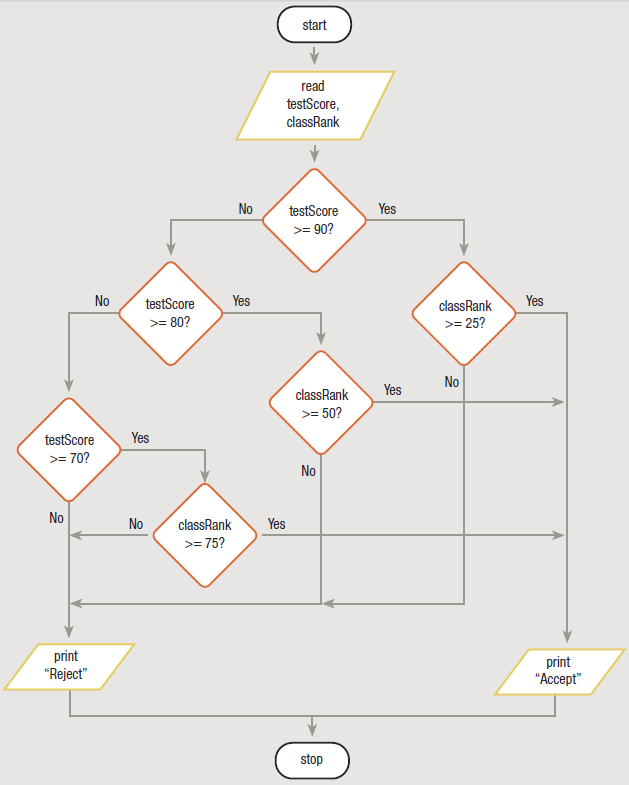 start
read
testScore,
classRank
No
testScore
>= 90?
Yes
No
testScore
>= 80?
Yes
classRank
>= 25?
Yes
No
classRank
>= 50?
Yes
No
testScore
>= 70?
Yes
No
No
classRank
>= 75?
Yes
print
“Reject”
print
“Accept”
stop